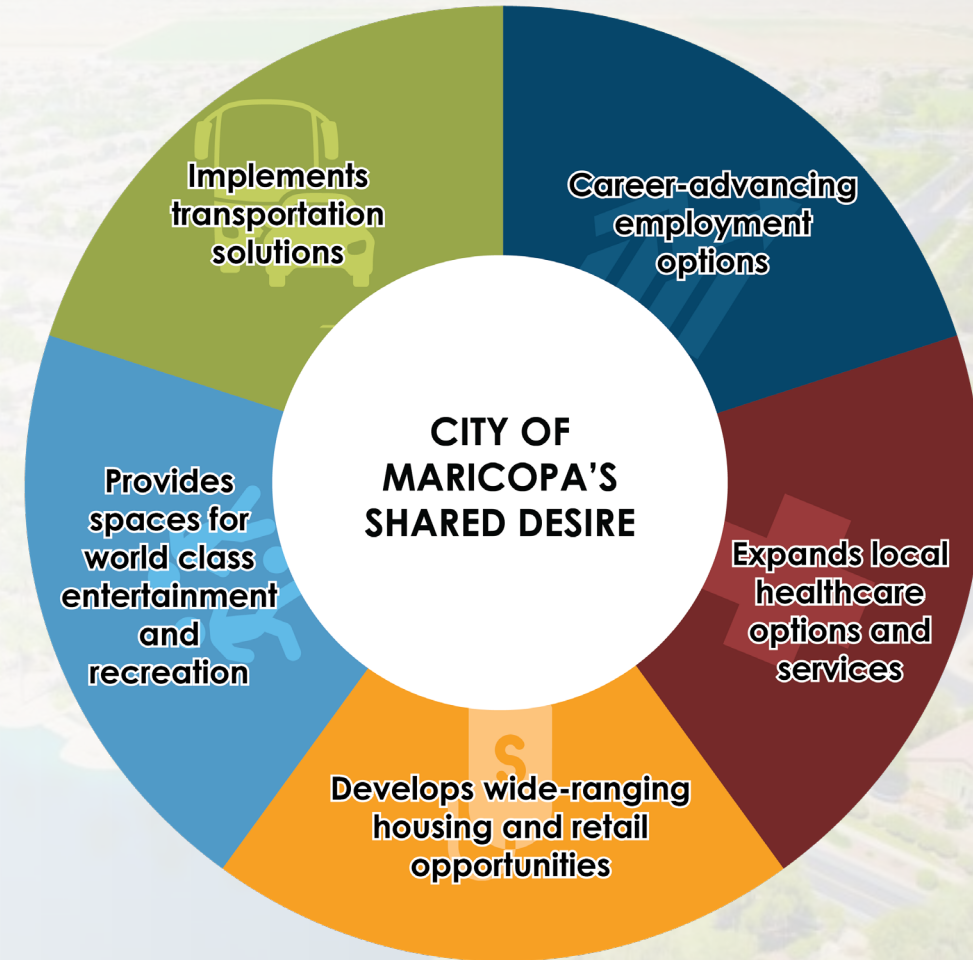 CITY OF
MARICOPA'S
SHARED DESIRE
Career-advancing
employment
options
Expands local
healthcare
options and
services
$
Develops wide-ranging
housing and retail
opportunities
Provides
spaces for
world class
entertainment
and
recreation
Implements
transportation
solutions